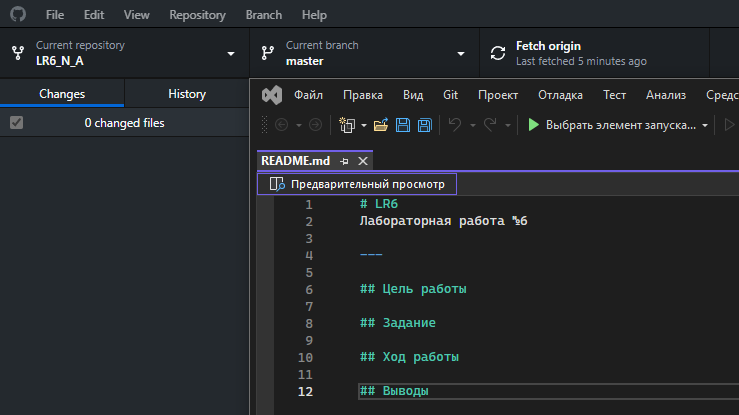 File Edit View Repository Branch Help
Current repository
LR6_N_A
Current branch
master
Fetch origin
Last fetched 5 minutes ago
Changes History
0 changed files
Файл Правка Вид Git Проект Отладка Тест Анализ Средс
Выбрать элемент запуска...
README.md
Предварительный просмотр
1 # LR6
2 Лабораторная работа №6
3
4 ---
5
6 ## Цель работы
7
8 ## Задание
9
10 ## Ход работы
11
12 ## Выводы